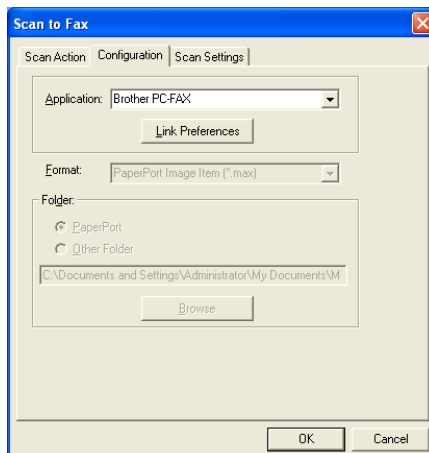 Scan to Fax
Scan Action Configuration Scan Settings
Application: Brother PC-FAX
Link Preferences
Format: PaperPort Image Item (*.max)
Folder:
PaperPort
Other Folder
C:\Documents and Settings\Administrator\My Documents\M
Browse
OK Cancel